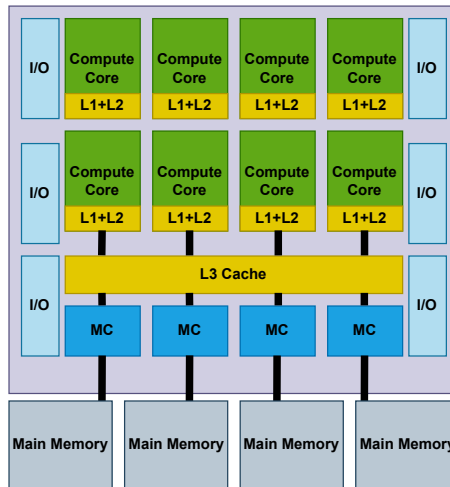 I/O
Compute
Core
Compute
Core
Compute
Core
Compute
Core
I/O
L1+L2
L1+L2
L1+L2
L1+L2
I/O
Compute
Core
Compute
Core
Compute
Core
Compute
Core
I/O
L1+L2
L1+L2
L1+L2
L1+L2
I/O
L3 Cache
I/O
MC
MC
MC
MC
Main Memory
Main Memory
Main Memory
Main Memory